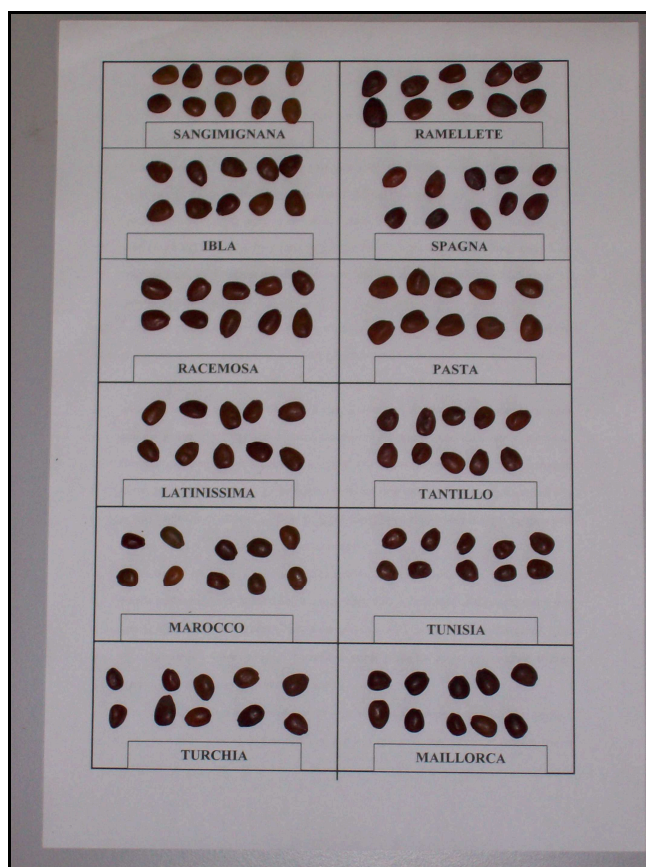 SANGIMIGNANA
RAMELLETE
IBLA
SPAGNA
RACEMOSA
PASTA
LATINISSIMA
TANTILLO
MAROCCO
TUNISIA
TURCHIA
MAILLORCA